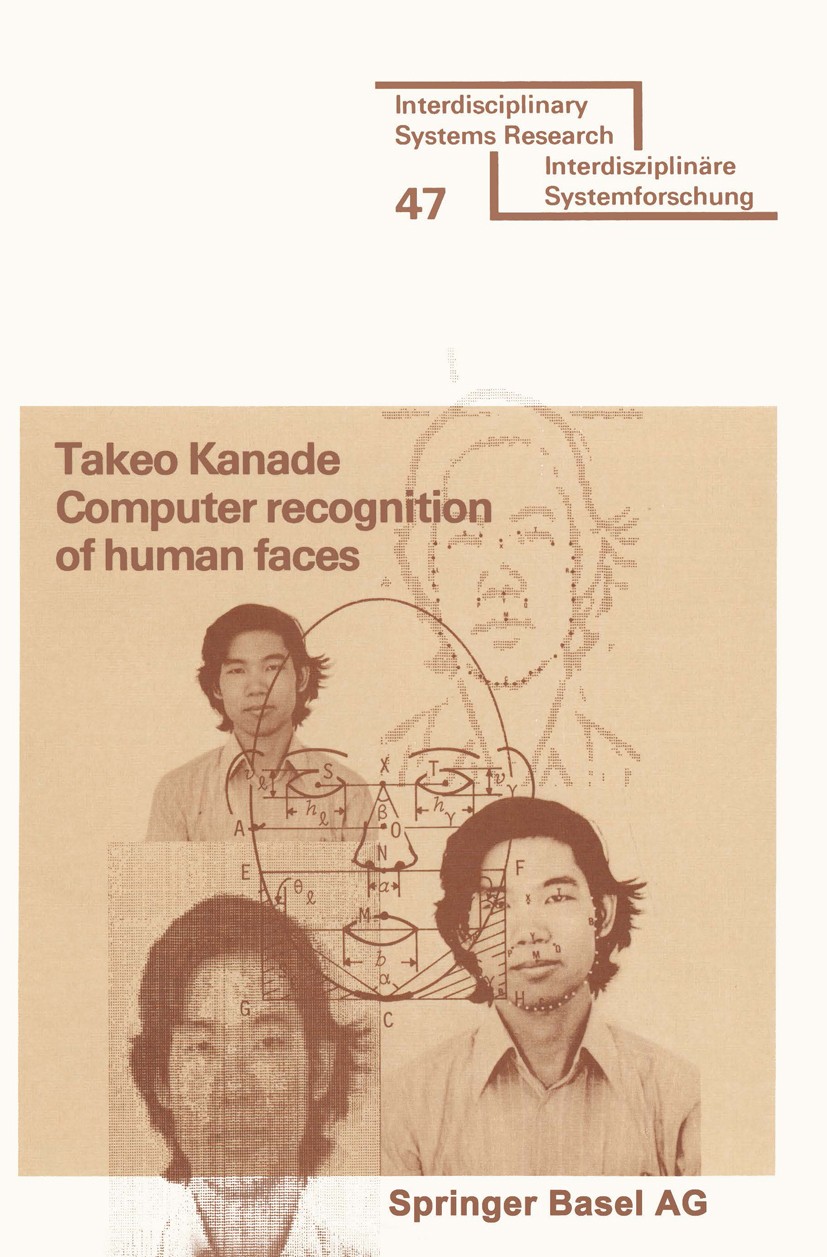 Interdisciplinary
Systems Research
Interdisziplinäre
Systemforschung
47
Takeo Kanade
Computer recognition
of human faces
S
X
T
h ℓ
β
h γ
v γ
A
O
N
E
F
a
θ ℓ
M
b
α
G
H
C
Springer Basel AG